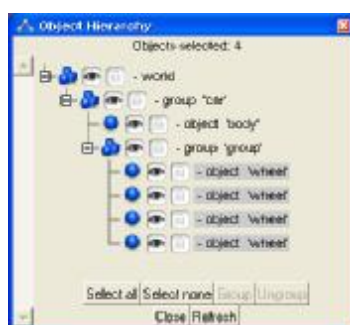 Object Hierarchy
Objects selected: 4
- world
- group "car"
- object "body"
- group "group"
- object "wheel"
- object "wheel"
- object "wheel"
- object "wheel"
Select all Select none Group Ungroup
Close Refresh